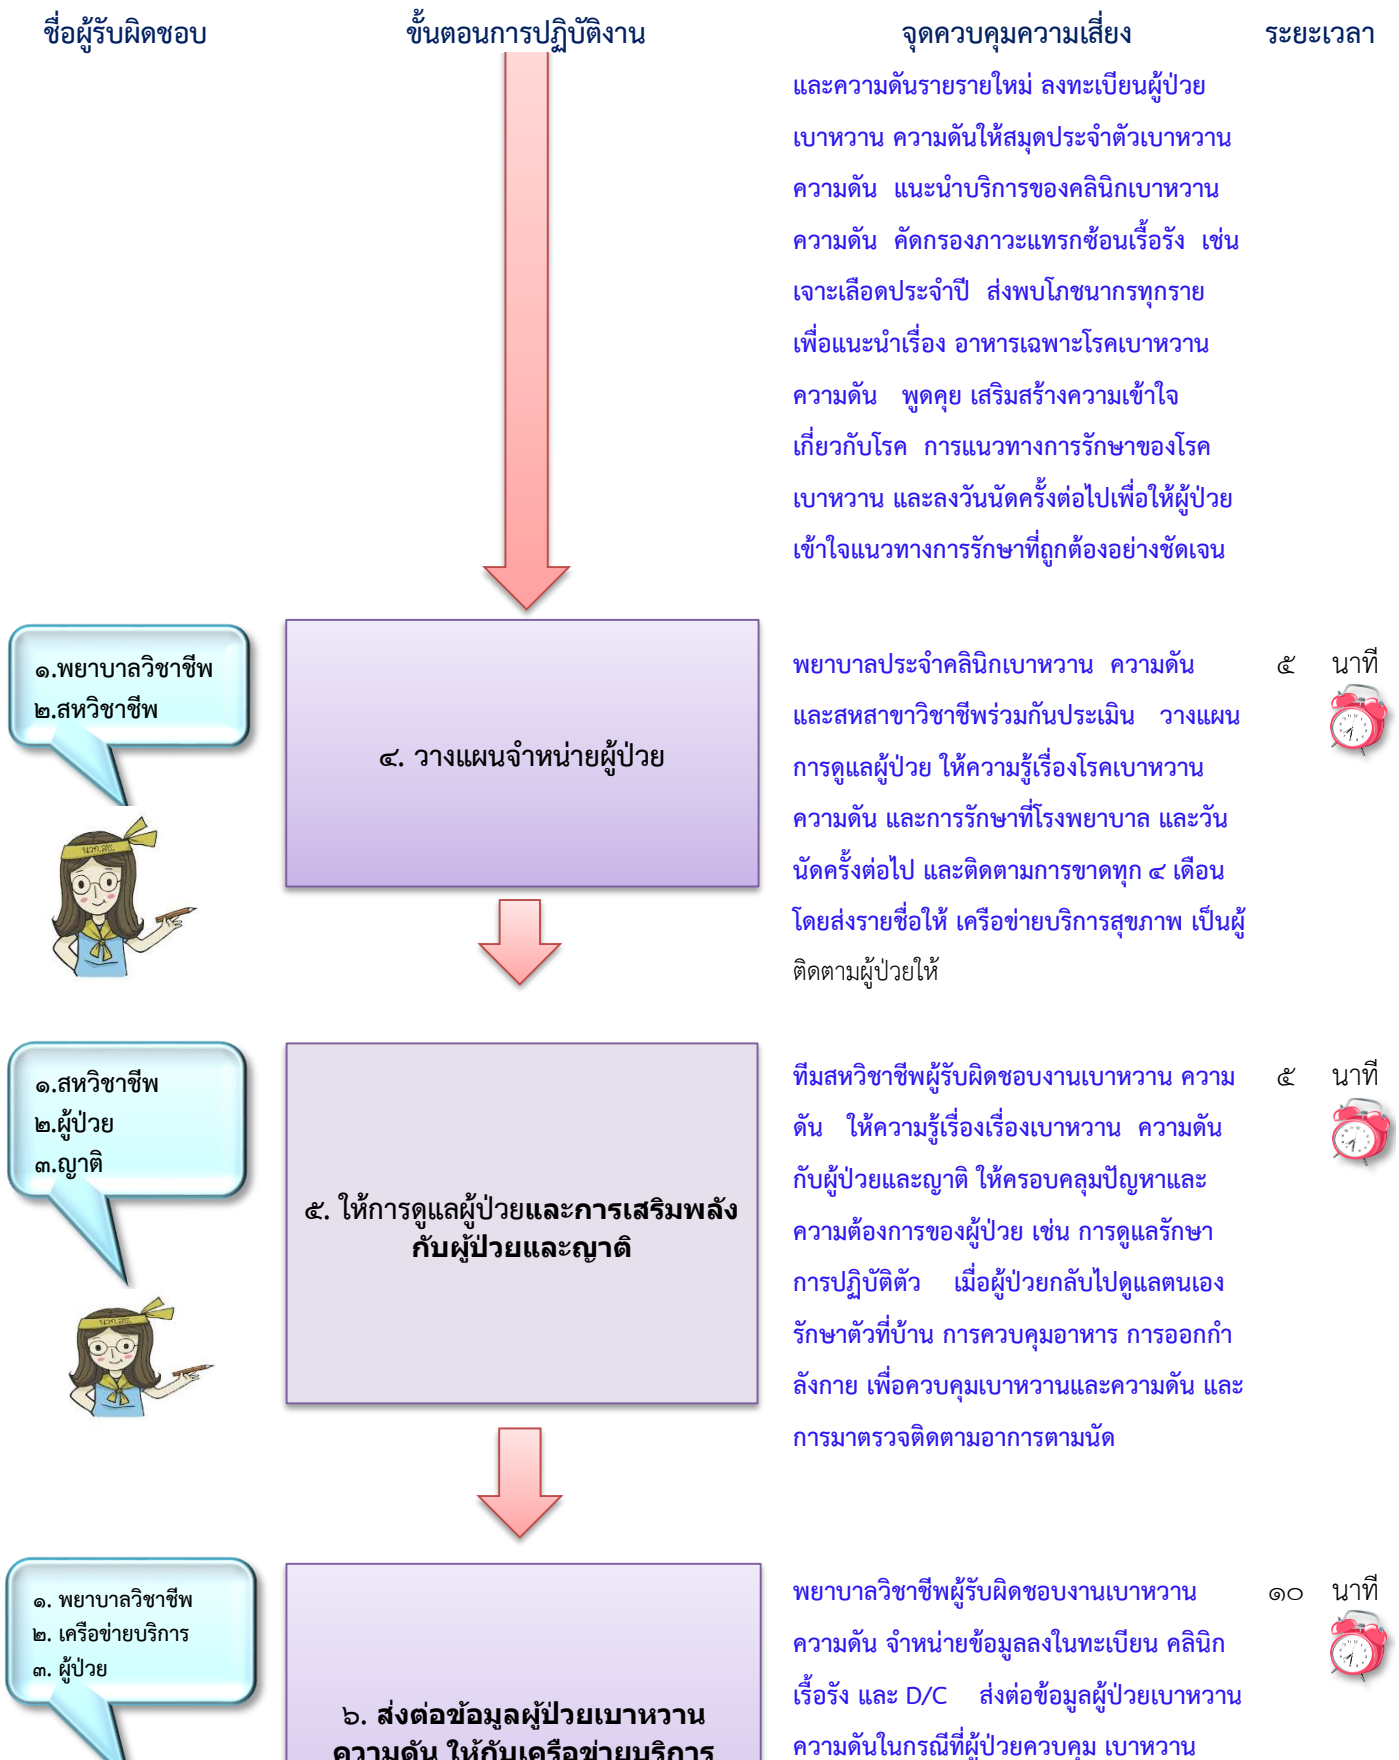 ชื่อผู้รับผิดชอบ ขั้นตอนการปฏิบัติงาน จุดควบคุมความเสี่ยง ระยะเวลา
และความดันรายรายใหม่ ลงทะเบียนผู้ป่วย
เบาหวาน ความดันให้สมุดประจำตัวเบาหวาน
ความดัน แนะนำบริการของคลินิกเบาหวาน
ความดัน คัดกรองภาวะแทรกซ้อนเรื้อรัง เช่น
เจาะเลือดประจำปี ส่งพบโภชนากรทุกราย
เพื่อแนะนำเรื่อง อาหารเฉพาะโรคเบาหวาน
ความดัน พูดคุย เสริมสร้างความเข้าใจ
เกี่ยวกับโรค การแนวทางการรักษาของโรค
เบาหวาน และลงวันนัดครั้งต่อไปเพื่อให้ผู้ป่วย
เข้าใจแนวทางการรักษาที่ถูกต้องอย่างชัดเจน
๑.พยาบาลวิชาชีพ
๒.สหวิชาชีพ
นวก.สธ.
๔. วางแผนจำหน่ายผู้ป่วย
พยาบาลประจำคลินิกเบาหวาน ความดัน
และสหสาขาวิชาชีพร่วมกันประเมิน วางแผน
การดูแลผู้ป่วย ให้ความรู้เรื่องโรคเบาหวาน
ความดัน และการรักษาที่โรงพยาบาล และวัน
นัดครั้งต่อไป และติดตามการขาดทุก ๔ เดือน
โดยส่งรายชื่อให้ เครือข่ายบริการสุขภาพ เป็นผู้
ติดตามผู้ป่วยให้
๕ นาที
๑.สหวิชาชีพ
๒.ผู้ป่วย
๓.ญาติ
นวก.สธ.
๕. ให้การดูแลผู้ป่วยและการเสริมพลัง
กับผู้ป่วยและญาติ
ทีมสหวิชาชีพผู้รับผิดชอบงานเบาหวาน ความ
ดัน ให้ความรู้เรื่องเรื่องเบาหวาน ความดัน
กับผู้ป่วยและญาติ ให้ครอบคลุมปัญหาและ
ความต้องการของผู้ป่วย เช่น การดูแลรักษา
การปฏิบัติตัว เมื่อผู้ป่วยกลับไปดูแลตนเอง
รักษาตัวที่บ้าน การควบคุมอาหาร การออกกำ
ลังกาย เพื่อควบคุมเบาหวานและความดัน และ
การมาตรวจติดตามอาการตามนัด
๕ นาที
๑. พยาบาลวิชาชีพ
๒. เครือข่ายบริการ
๓. ผู้ป่วย
๖. ส่งต่อข้อมูลผู้ป่วยเบาหวาน
ความดัน ให้กับเครือข่ายบริการ
พยาบาลวิชาชีพผู้รับผิดชอบงานเบาหวาน
ความดัน จำหน่ายข้อมูลลงในทะเบียน คลินิก
เรื้อรัง และ D/C ส่งต่อข้อมูลผู้ป่วยเบาหวาน
ความดันในกรณีที่ผู้ป่วยควบคุม เบาหวาน
๑๐ นาที